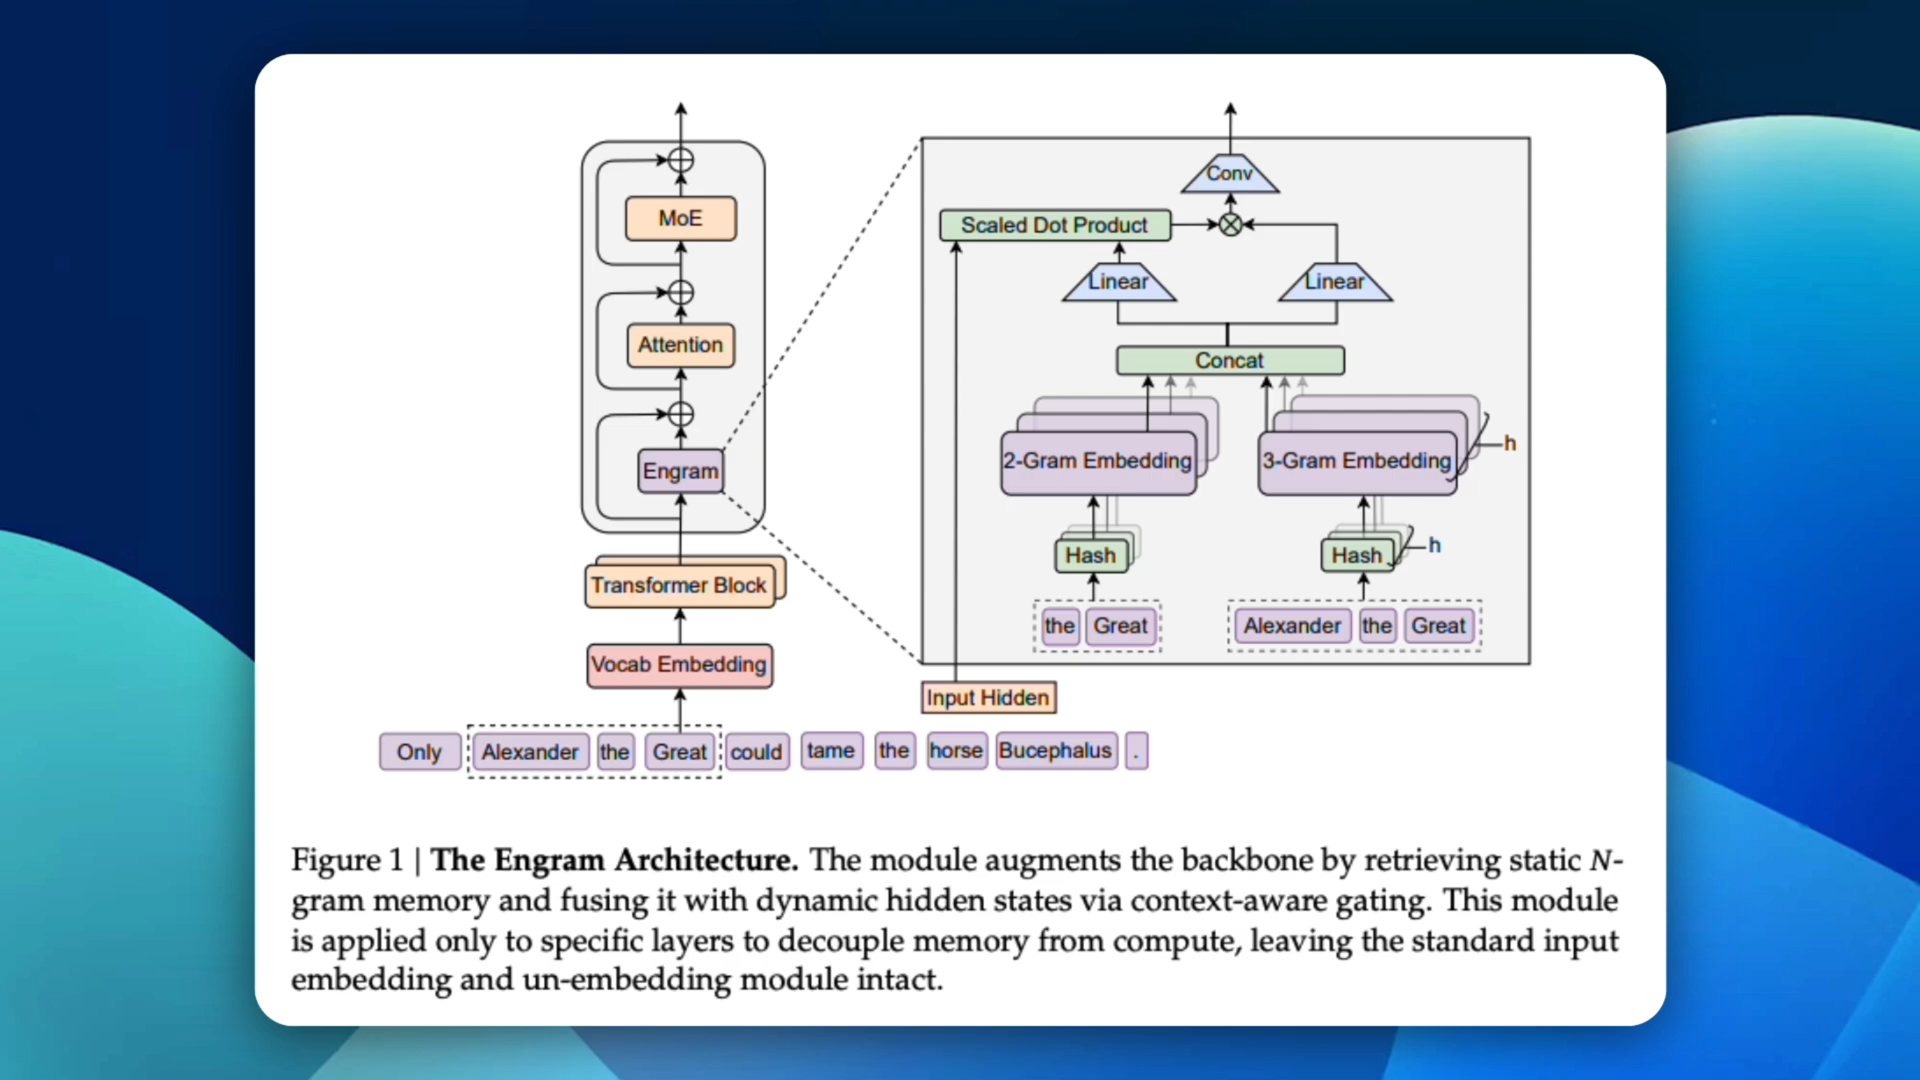 MoE
Attention
Engram
Transformer Block
Vocab Embedding
Only Alexander the Great could tame the horse Bucephalus .
Conv
Scaled Dot Product
Linear Linear
Concat
2-Gram Embedding 3-Gram Embedding h
Hash Hash h
the Great Alexander the Great
Input Hidden
Figure 1 | The Engram Architecture. The module augments the backbone by retrieving static N-
gram memory and fusing it with dynamic hidden states via context-aware gating. This module
is applied only to specific layers to decouple memory from compute, leaving the standard input
embedding and un-embedding module intact.